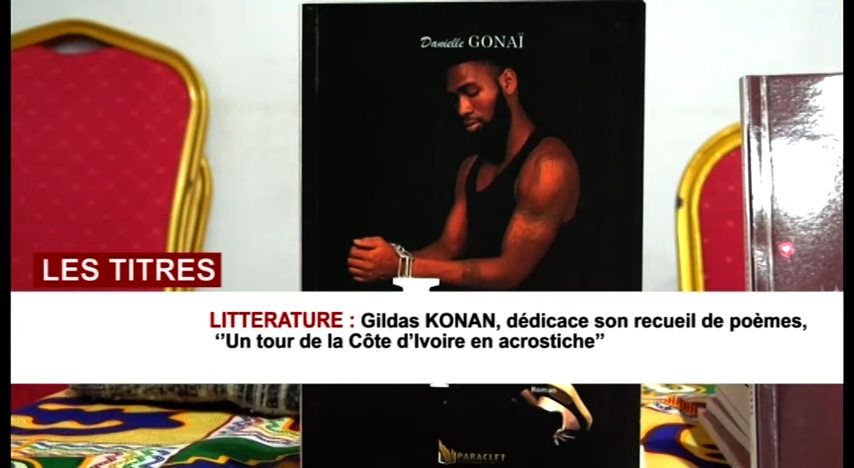 Danielle GONAÏ
LES TITRES
LITTERATURE : Gildas KONAN, dédicace son recueil de poèmes,
‘’Un tour de la Côte d’Ivoire en acrostiche’’
Roman
PARACLET